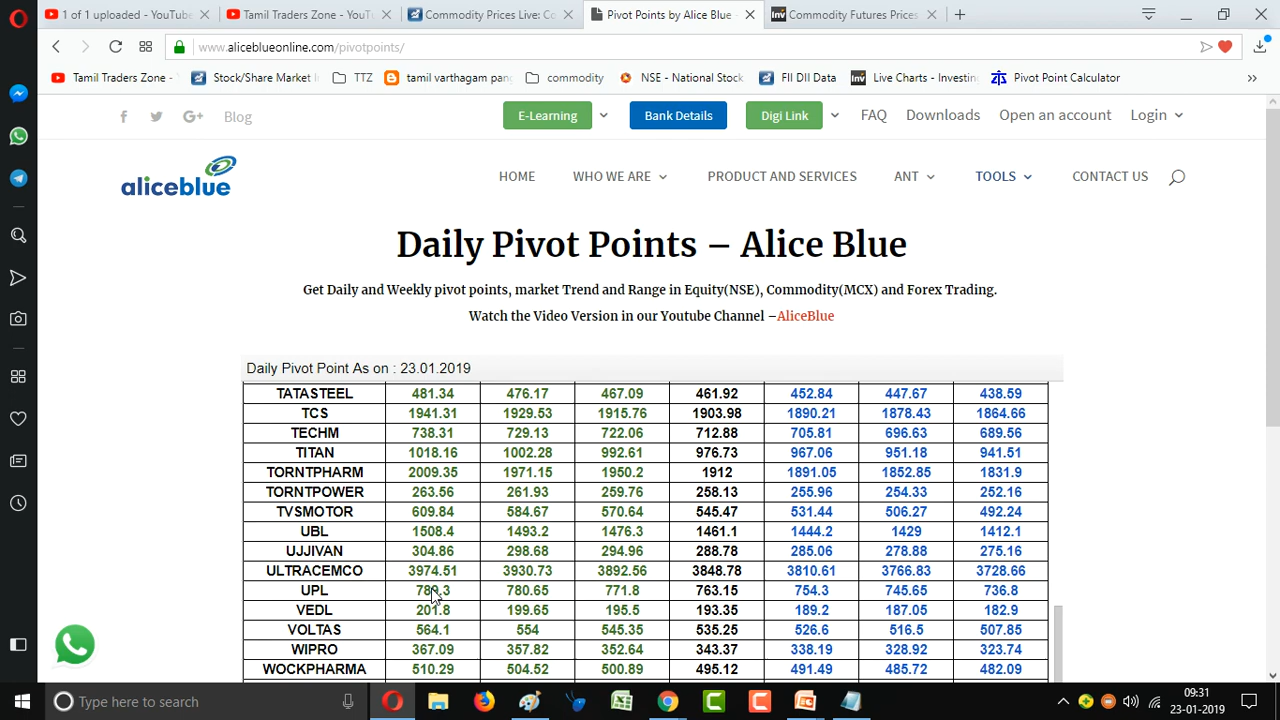 1 of 1 uploaded - YouTube
Tamil Traders Zone - YouT
Commodity Prices Live: Co
Pivot Points by Alice Blue -
Inv Commodity Futures Prices
www.aliceblueonline.com/pivotpoints/
Tamil Traders Zone -
Stock/Share Market I
TTZ
tamil varthagam pan
commodity
NSE - National Stock
FII DII Data
Inv Live Charts - Investin
Pivot Point Calculator
Blog
E-Learning
Bank Details
Digi Link
FAQ
Downloads
Open an account
Login
aliceblue
HOME
WHO WE ARE
PRODUCT AND SERVICES
ANT
TOOLS
CONTACT US
Daily Pivot Points – Alice Blue
Get Daily and Weekly pivot points, market Trend and Range in Equity(NSE), Commodity(MCX) and Forex Trading.
Watch the Video Version in our Youtube Channel –AliceBlue
Daily Pivot Point As on : 23.01.2019
TATASTEEL 481.34 476.17 467.09 461.92 452.84 447.67 438.59
TCS 1941.31 1929.53 1915.76 1903.98 1890.21 1878.43 1864.66
TECHM 738.31 729.13 722.06 712.88 705.81 696.63 689.56
TITAN 1018.16 1002.28 992.61 976.73 967.06 951.18 941.51
TORNTPHARM 2009.35 1971.15 1950.2 1912 1891.05 1852.85 1831.9
TORNTPOWER 263.56 261.93 259.76 258.13 255.96 254.33 252.16
TVSMOTOR 609.84 584.67 570.64 545.47 531.44 506.27 492.24
UBL 1508.4 1493.2 1476.3 1461.1 1444.2 1429 1412.1
UJJIVAN 304.86 298.68 294.96 288.78 285.06 278.88 275.16
ULTRACEMCO 3974.51 3930.73 3892.56 3848.78 3810.61 3766.83 3728.66
UPL 780.65 771.8 763.15 754.3 745.65 736.8
VEDL 201.8 199.65 195.5 193.35 189.2 187.05 182.9
VOLTAS 564.1 554 545.35 535.25 526.6 516.5 507.85
WIPRO 367.09 357.82 352.64 343.37 338.19 328.92 323.74
WOCKPHARMA 510.29 504.52 500.89 495.12 491.49 485.72 482.09
Type here to search
09:31
23-01-2019